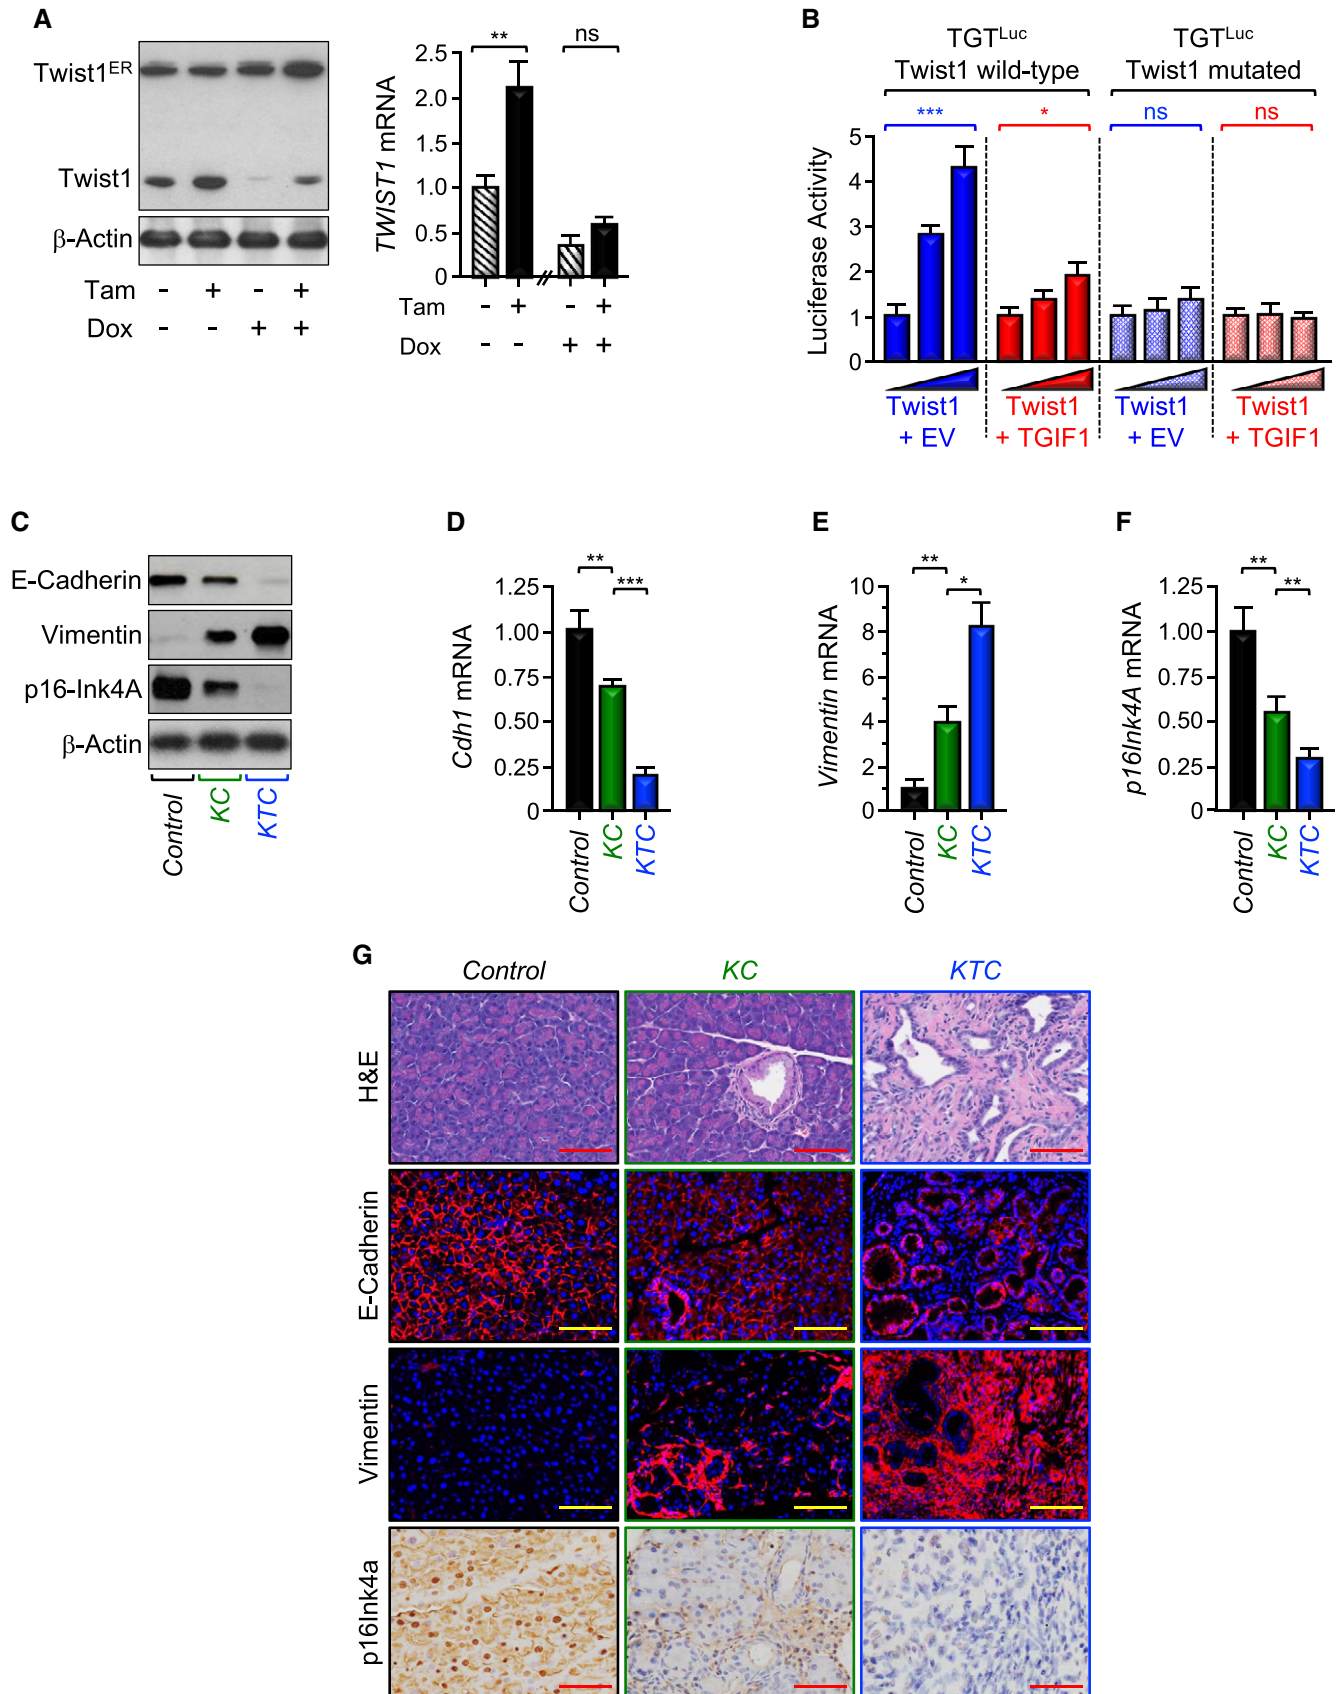 A
Twist1ER
Twist1
β-Actin
Tam - + - +
Dox - - + +
** ns
TWIST1 mRNA
2.5
2.0
1.5
1.0
0.5
0
Tam - + - +
Dox - - + +
B
TGTLuc TGTLuc
Twist1 wild-type Twist1 mutated
*** * ns ns
Luciferase Activity
5
4
3
2
1
0
Twist1 Twist1 Twist1 Twist1
+ EV + TGIF1 + EV + TGIF1
C
E-Cadherin
Vimentin
p16-Ink4A
β-Actin
Control KC KTC
D
** ***
Cdh1 mRNA
1.25
1.00
0.75
0.50
0.25
0
Control KC KTC
E
** *
Vimentin mRNA
10
8
6
4
2
0
Control KC KTC
F
** **
p16Ink4A mRNA
1.25
1.00
0.75
0.50
0.25
0
Control KC KTC
G
Control KC KTC
H&E
E-Cadherin
Vimentin
p16Ink4a